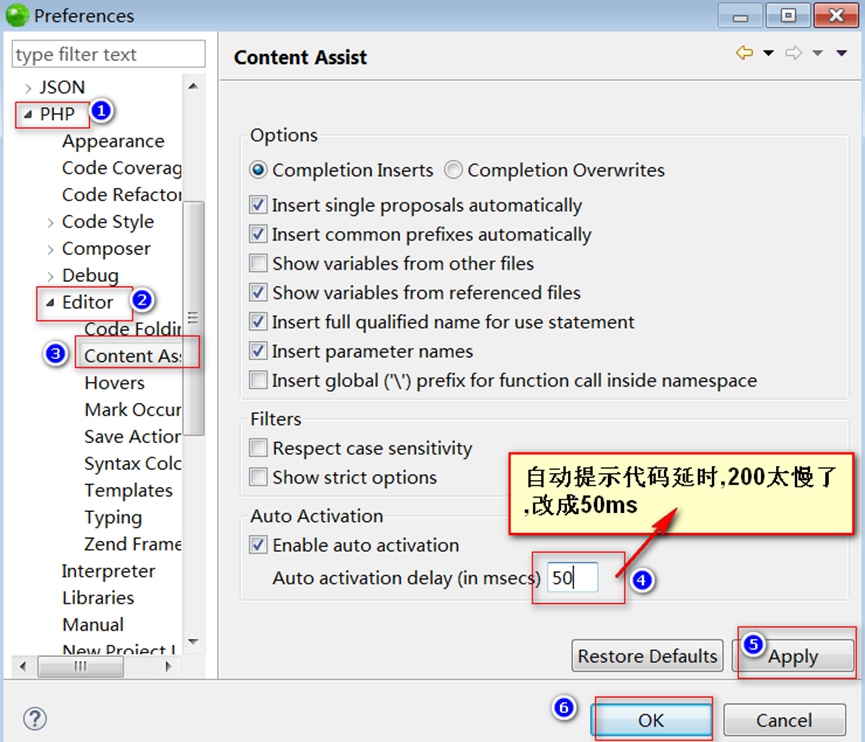 Preferences
type filter text
JSON
PHP
1
Appearance
Code Coverag
Code Refactor
Code Style
Composer
Debug
Editor
2
Code Foldin
3
Content Ass
Hovers
Mark Occur
Save Action
Syntax Colo
Templates
Typing
Zend Frame
Interpreter
Libraries
Manual
New Project L
Content Assist
Options
Completion Inserts Completion Overwrites
Insert single proposals automatically
Insert common prefixes automatically
Show variables from other files
Show variables from referenced files
Insert full qualified name for use statement
Insert parameter names
Insert global ('\') prefix for function call inside namespace
Filters
Respect case sensitivity
Show strict options
自动提示代码延时,200太慢了
,改成50ms
Auto Activation
Enable auto activation
Auto activation delay (in msecs) 50
4
Restore Defaults
5
Apply
?
6
OK
Cancel